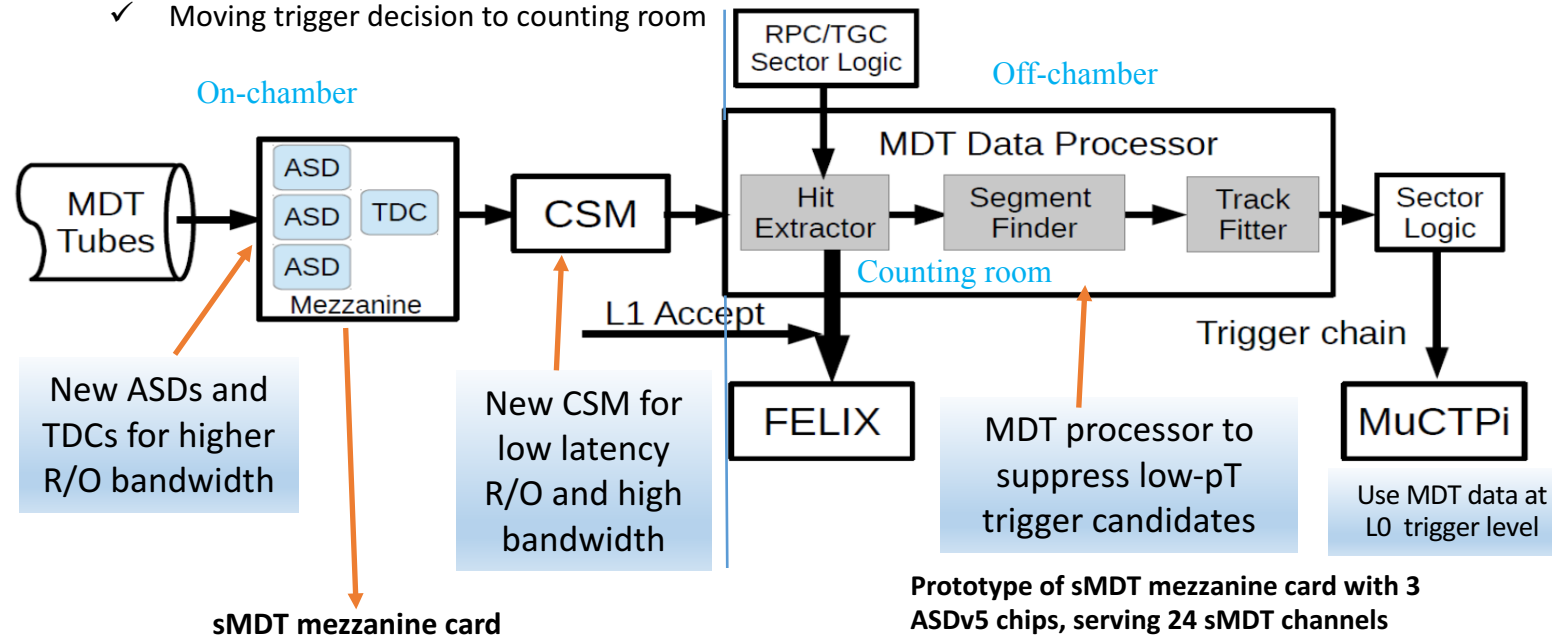 ✓ Moving trigger decision to counting room
RPC/TGC
Sector Logic
On-chamber
Off-chamber
MDT Data Processor
MDT
Tubes
ASD
ASD
ASD
TDC
Mezzanine
CSM
Hit
Extractor
Segment
Finder
Track
Fitter
Sector
Logic
Counting room
L1 Accept
Trigger chain
FELIX
MuCTPi
New ASDs and
TDCs for higher
R/O bandwidth
New CSM for
low latency
R/O and high
bandwidth
MDT processor to
suppress low-pT
trigger candidates
Use MDT data at
L0 trigger level
sMDT mezzanine card
Prototype of sMDT mezzanine card with 3
ASDv5 chips, serving 24 sMDT channels